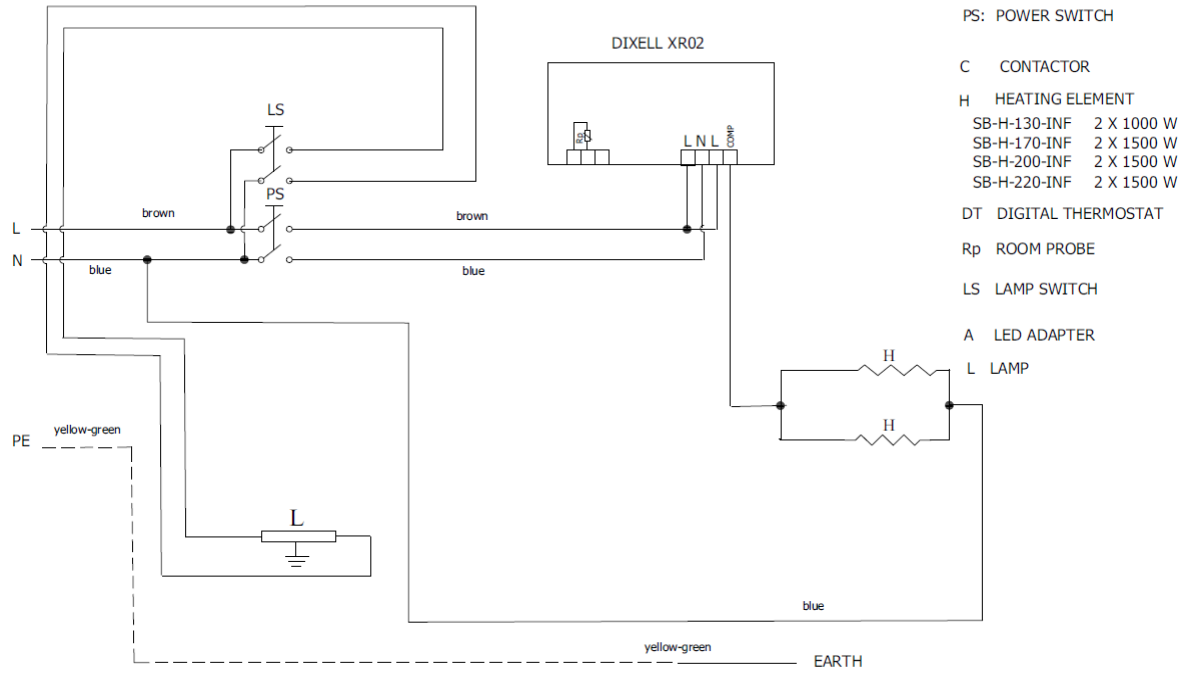 PS: POWER SWITCH
DIXELL XR02
C CONTACTOR
H HEATING ELEMENT
SB-H-130-INF 2 X 1000 W
SB-H-170-INF 2 X 1500 W
SB-H-200-INF 2 X 1500 W
SB-H-220-INF 2 X 1500 W
LS
Rp
L N L COMP
PS
DT DIGITAL THERMOSTAT
brown
brown
L
Rp ROOM PROBE
N
blue
blue
LS LAMP SWITCH
A LED ADAPTER
H
L LAMP
H
yellow-green
PE
L
blue
yellow-green
EARTH